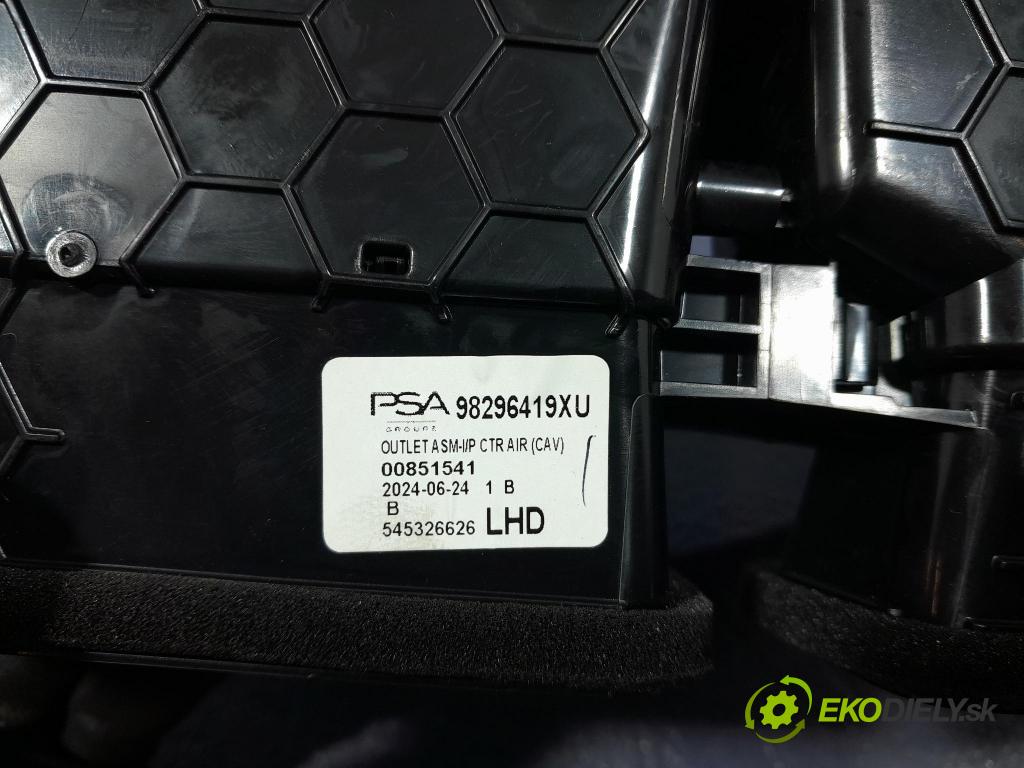 PSA 98296419XU
GROUPE
OUTLET ASM-I/P CTR AIR (CAV)
00851541
2024-06-24 1 B
B
545326626 LHD
EKODIELY.sk